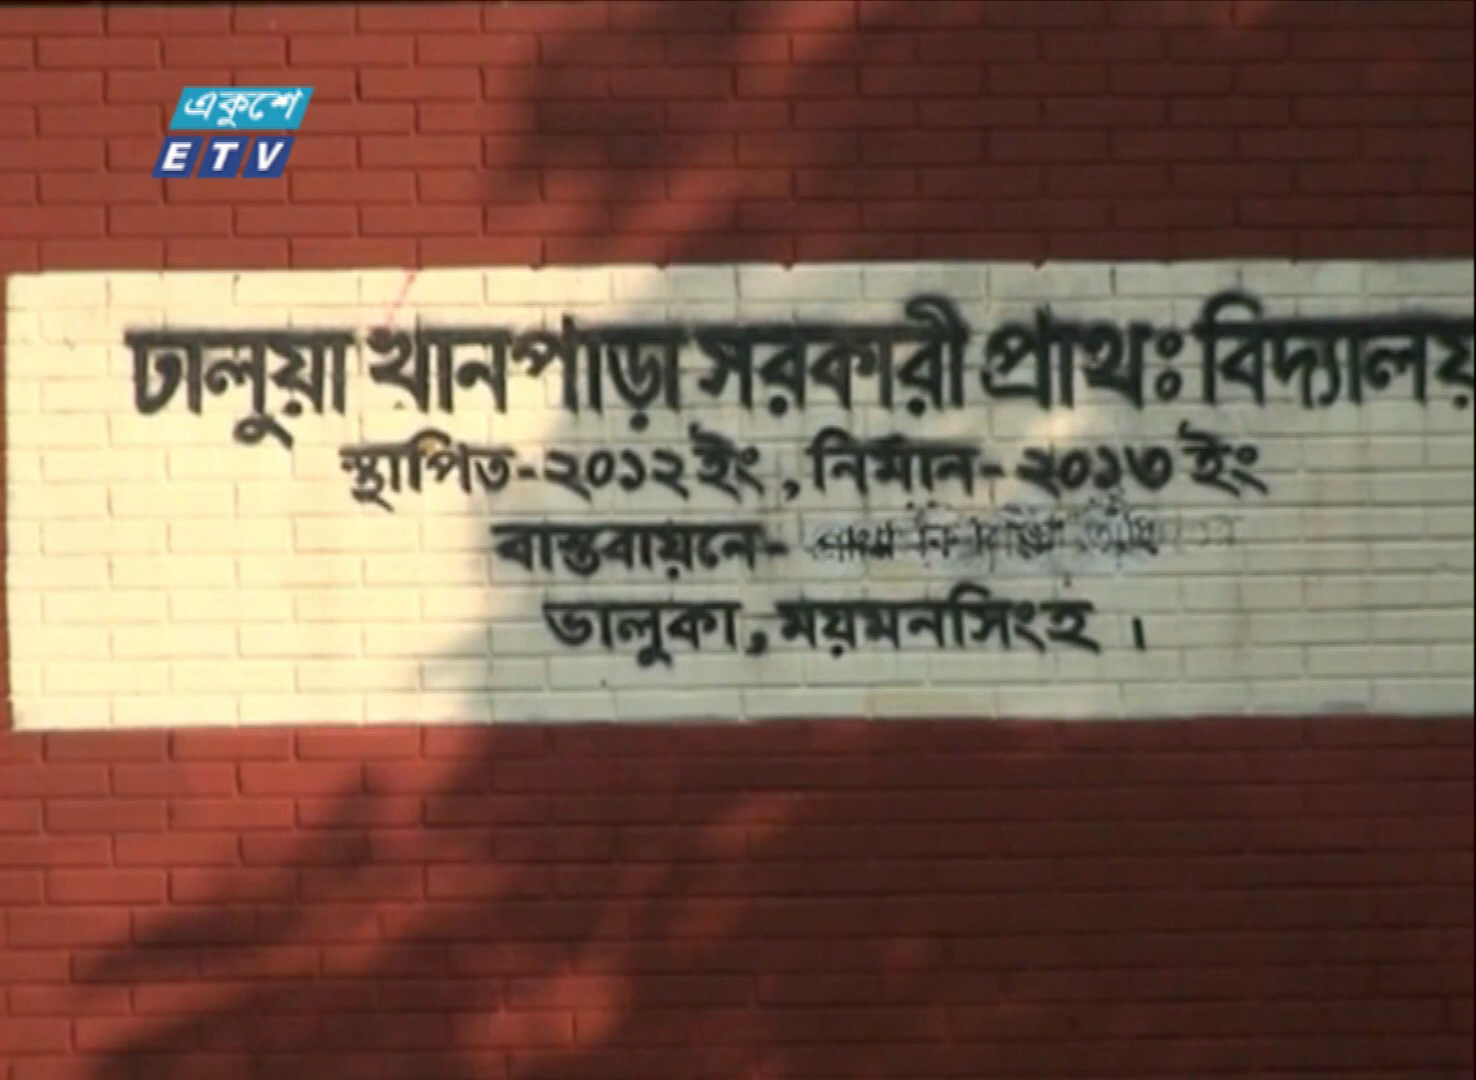 একুশে
ETV
ঢালুয়া খানপাড়া সরকারী প্রাথঃ বিদ্যালয়
স্থাপিত-২০১২ ইং , নির্মান- ২০১৩ ইং
বাস্তবায়নে-
ভালুকা, ময়মনসিংহ ।